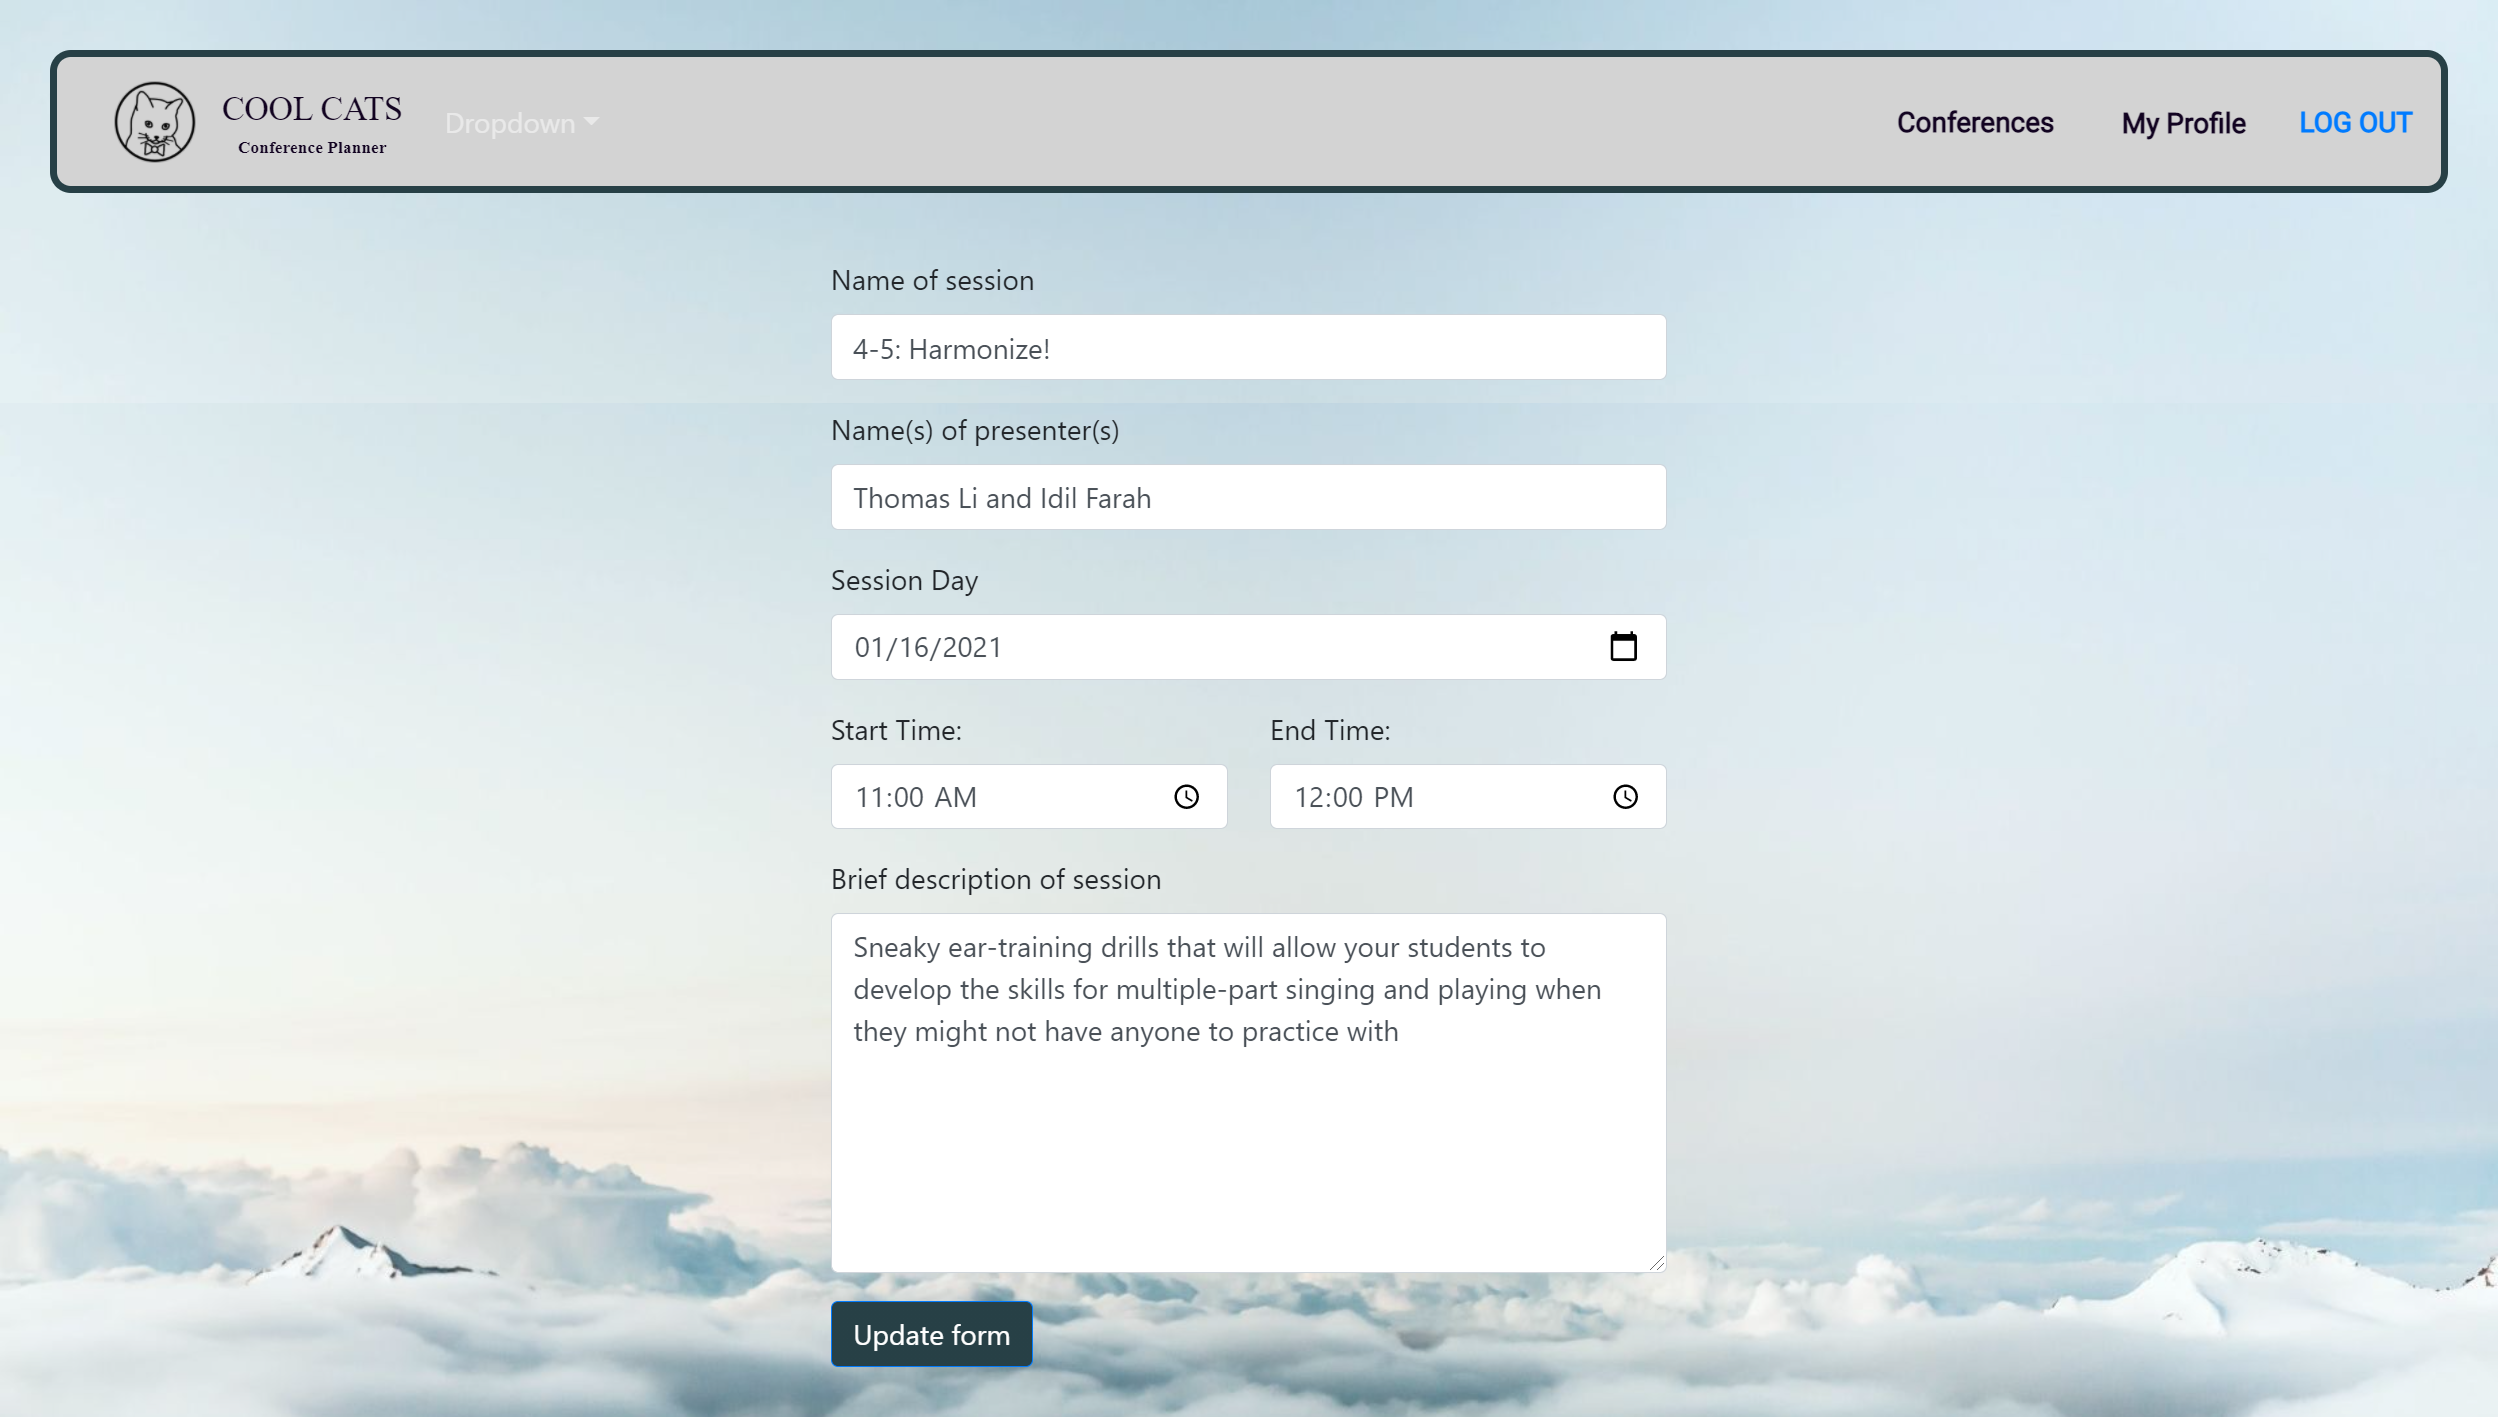 COOL CATS
Conference Planner
Dropdown
Conferences
My Profile
LOG OUT
Name of session
4-5: Harmonize!
Name(s) of presenter(s)
Thomas Li and Idil Farah
Session Day
01/16/2021
Start Time:
End Time:
11:00 AM
12:00 PM
Brief description of session
Sneaky ear-training drills that will allow your students to
develop the skills for multiple-part singing and playing when
they might not have anyone to practice with
Update form